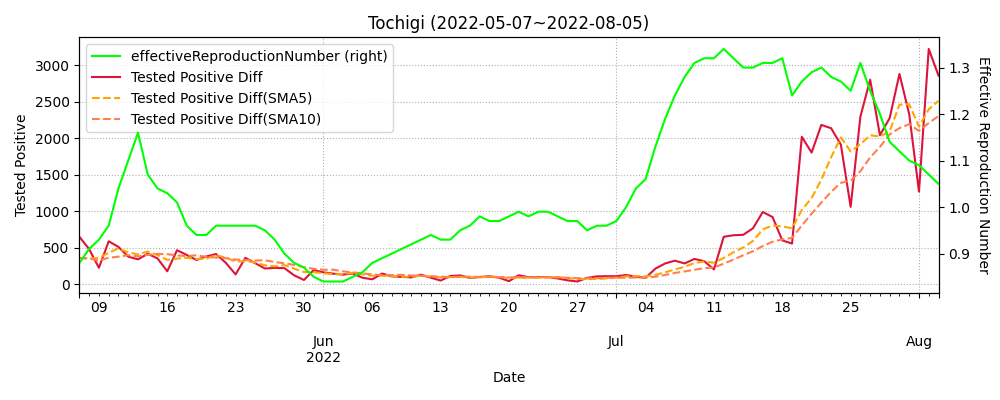 Tochigi (2022-05-07~2022-08-05)
effectiveReproductionNumber (right)
Tested Positive Diff
Tested Positive Diff(SMA5)
Tested Positive Diff(SMA10)
Tested Positive
3000
2500
2000
1500
1000
500
0
1.3
1.2
1.1
1.0
0.9
Effective Reproduction Number
09 16 23 30 06 13 20 27 04 11 18 25
Jun Jul Aug
2022
Date